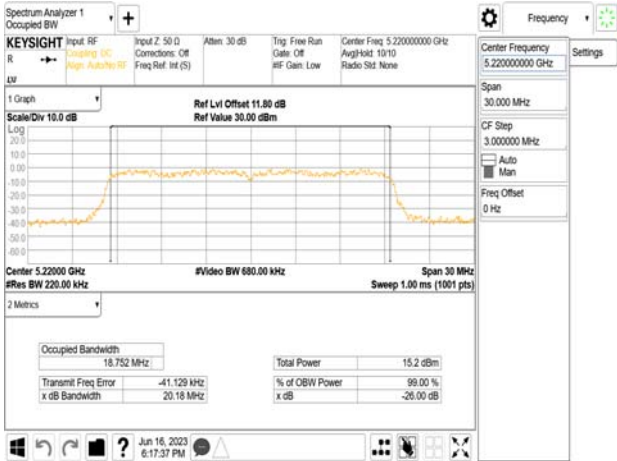 Spectrum Analyzer 1
Occupied BW
+
Frequency
KEYSIGHT
R
LW
Input: RF
Coupling: DC
Align: Auto/No RF
Input Z: 50 Ω
Corrections: Off
Freq Ref: Int (S)
Atten: 30 dB
Trig: Free Run
Gate: Off
#IF Gain: Low
Center Freq: 5.220000000 GHz
Avg|Hold: 10/10
Radio Std: None
Center Frequency
5.220000000 GHz
Settings
Span
30.000 MHz
CF Step
3.000000 MHz
Auto
Man
Freq Offset
0 Hz
1 Graph
Scale/Div 10.0 dB
Ref Lvl Offset 11.80 dB
Ref Value 30.00 dBm
Log
20.0
10.0
0.00
-10.0
-20.0
-30.0
-40.0
-50.0
-60.0
Center 5.22000 GHz
#Res BW 220.00 kHz
#Video BW 680.00 kHz
Span 30 MHz
Sweep 1.00 ms (1001 pts)
2 Metrics
Occupied Bandwidth
18.752 MHz
Total Power 15.2 dBm
Transmit Freq Error -41.129 kHz
% of OBW Power 99.00 %
x dB Bandwidth 20.18 MHz
x dB -26.00 dB
?
Jun 16, 2023
6:17:37 PM